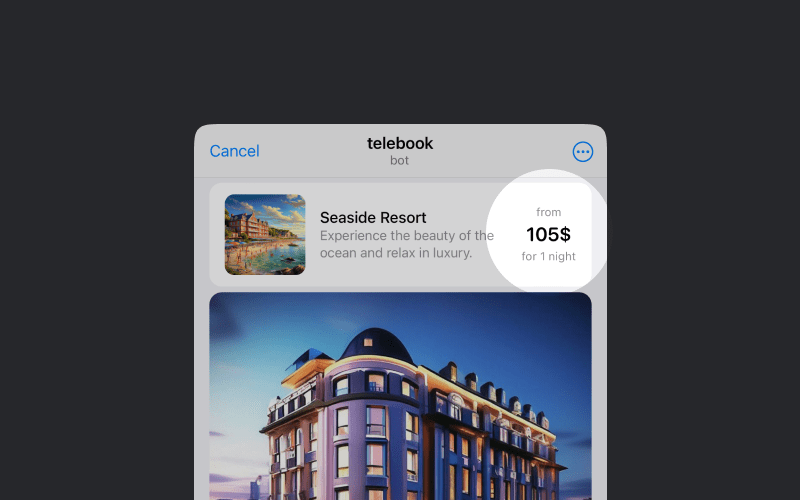 Cancel
telebook
bot
Seaside Resort
Experience the beauty of the
ocean and relax in luxury.
from
105$
for 1 night